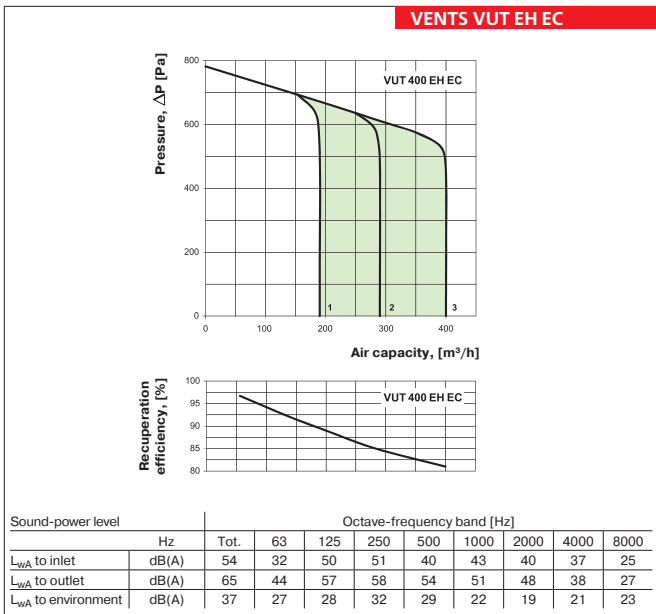 VENTS VUT EH EC
Pressure, △P [Pa]
800
600
400
200
0
VUT 400 EH EC
1
2
3
0
100
200
300
400
Air capacity, [m³/h]
Recuperation
efficiency, [%]
100
95
90
85
80
VUT 400 EH EC
Sound-power level Octave-frequency band [Hz]
Hz Tot. 63 125 250 500 1000 2000 4000 8000
LwA to inlet dB(A) 54 32 50 51 40 43 40 37 25
LwA to outlet dB(A) 65 44 57 58 54 51 48 38 27
LwA to environment dB(A) 37 27 28 32 29 22 19 21 23